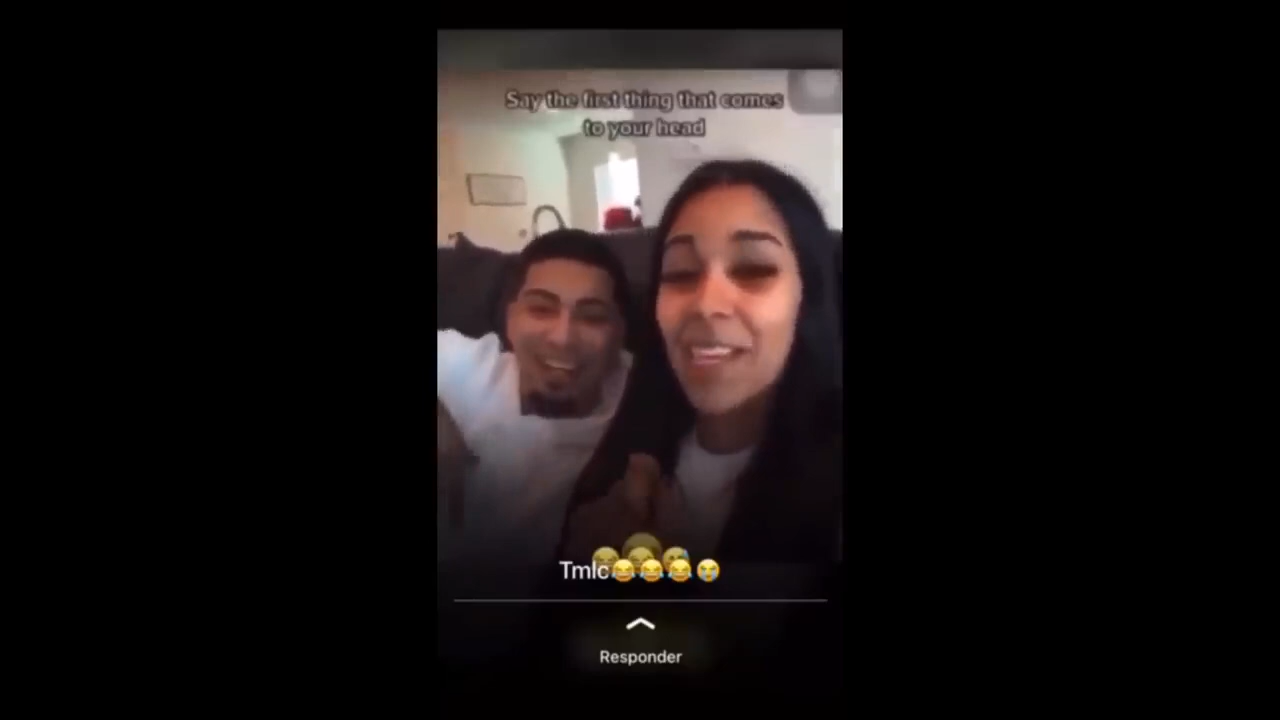 Say the first thing that comes
to your head
Tmlc😂😂😂😭
Responder